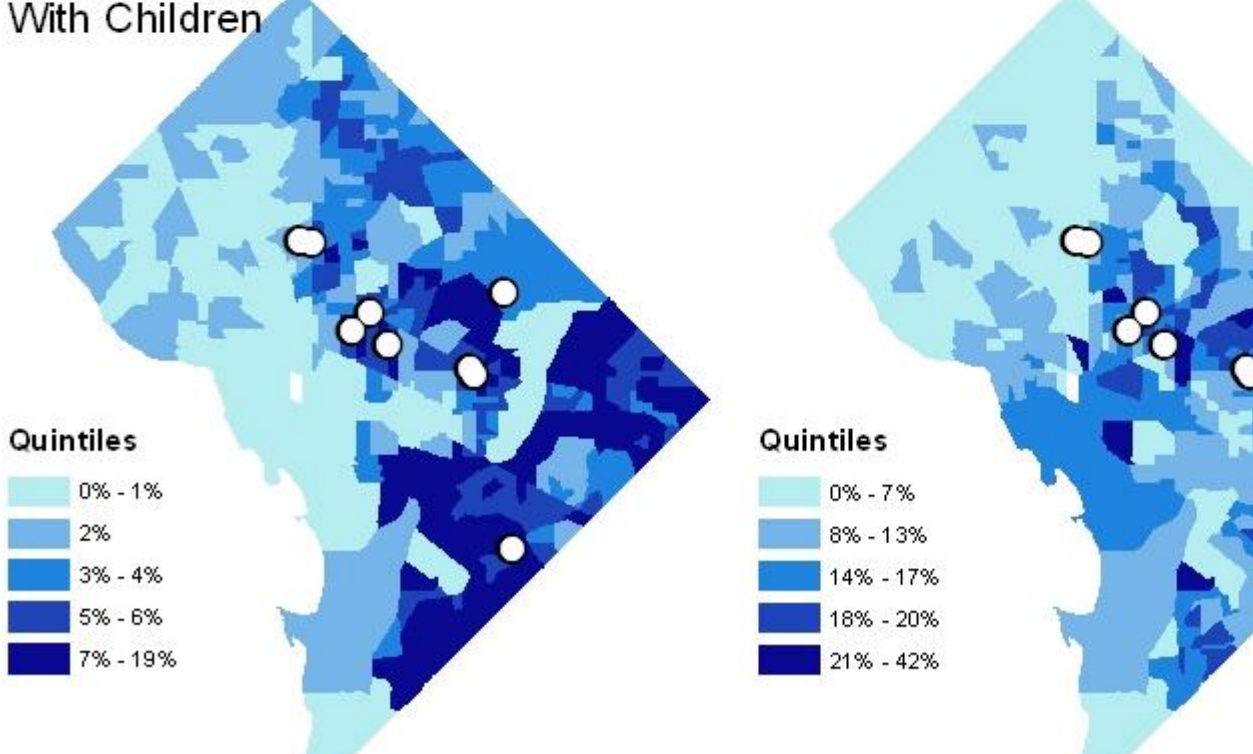 With Children
Quintiles
0% - 1%
2%
3% - 4%
5% - 6%
7% - 19%
Quintiles
0% - 7%
8% - 13%
14% - 17%
18% - 20%
21% - 42%